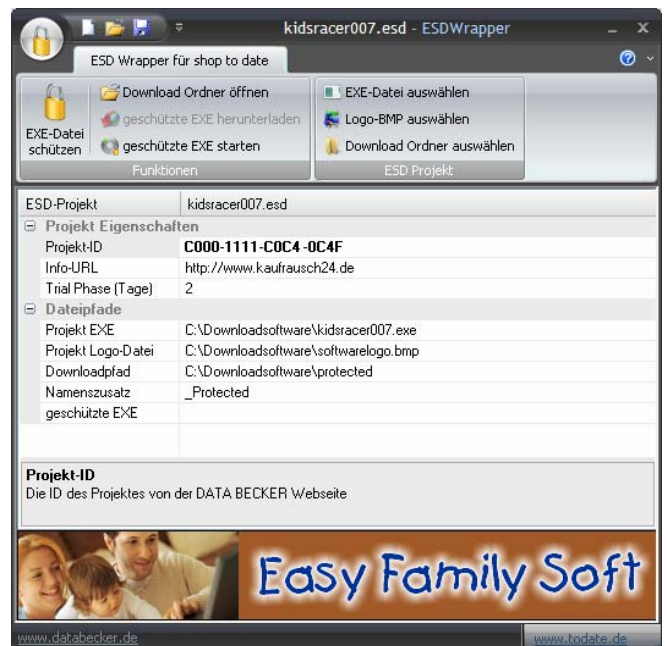 kidsracer007.esd - ESDWrapper
ESD Wrapper für shop to date
EXE-Datei schützen
Download Ordner öffnen
geschützte EXE herunterladen
geschützte EXE starten
Funktionen
EXE-Datei auswählen
Logo-BMP auswählen
Download Ordner auswählen
ESD Projekt
ESD-Projekt kidsracer007.esd
Projekt Eigenschaften
Projekt-ID C000-1111-C0C4-0C4F
Info-URL http://www.kaufrausch24.de
Trial Phase (Tage) 2
Dateipfade
Projekt EXE C:\Downloadsoftware\kidsracer007.exe
Projekt Logo-Datei C:\Downloadsoftware\softwarelogo.bmp
Downloadpfad C:\Downloadsoftware\protected
Namenszusatz _Protected
geschützte EXE
Projekt-ID
Die ID des Projektes von der DATA BECKER Webseite
Easy Family Soft
www.databecker.de www.todate.de